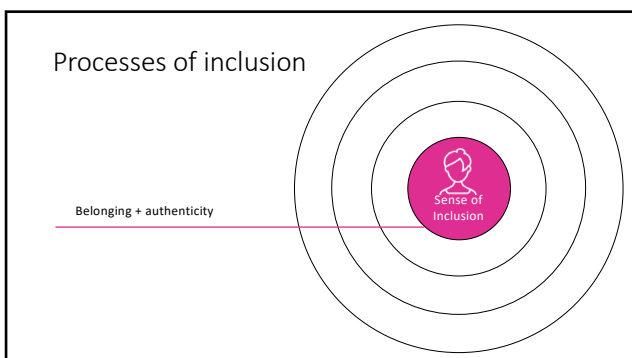 Processes of inclusion
Sense of
Inclusion
Belonging + authenticity